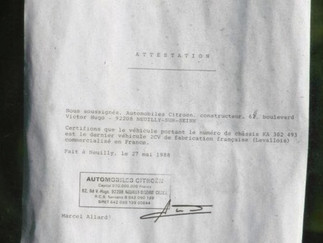 ATTESTATION
Nous soussignés, Automobiles Citroën, constructeur, 62, boulevard
Victor Hugo - 92208 NEUILLY-SUR-SEINE
Certifions que le véhicule portant le numéro de châssis KA 382 493
est le dernier véhicule 2CV de fabrication française (Levallois)
commercialisé en France.
Fait à Neuilly, le 27 mai 1988
AUTOMOBILES CITROËN
Marcel Allard